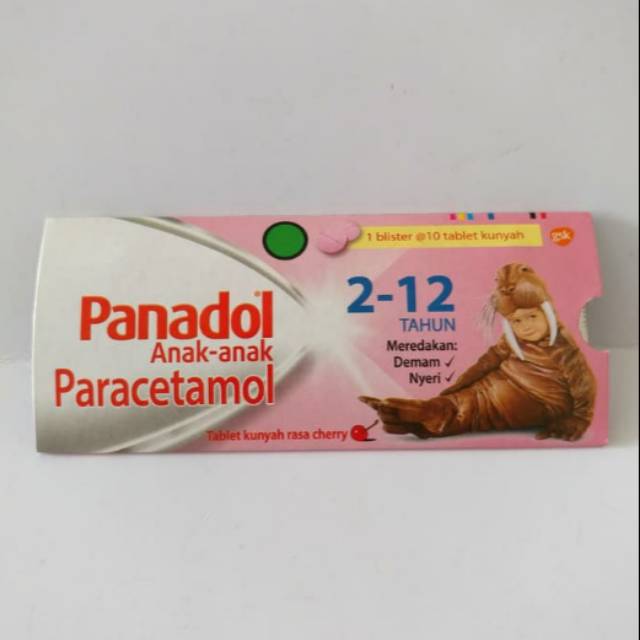 1 blister @10 tablet kunyah
gsk
Panadol
Anak-anak
Paracetamol
2-12
TAHUN
Meredakan:
Demam ✓
Nyeri ✓
Tablet kunyah rasa cherry